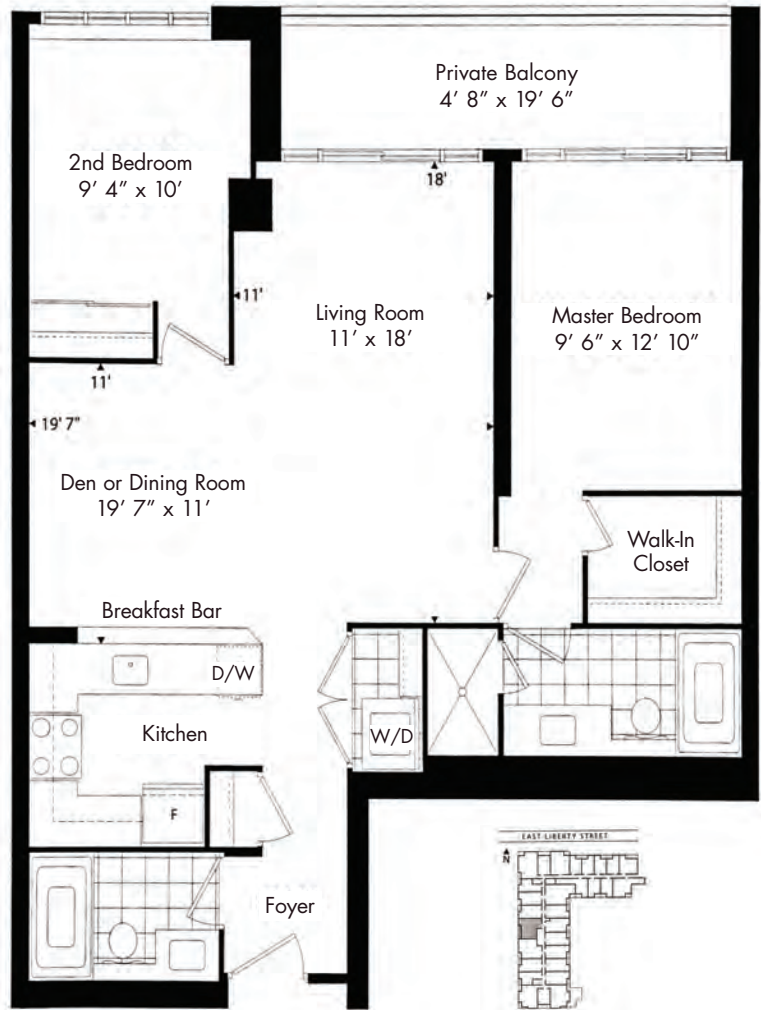 Private Balcony
4' 8" x 19' 6"
2nd Bedroom
9' 4" x 10'
18'
11'
Living Room
11' x 18'
Master Bedroom
9' 6" x 12' 10"
11'
19' 7"
Den or Dining Room
19' 7" x 11'
Walk-In
Closet
Breakfast Bar
D/W
Kitchen
W/D
F
Foyer
EAST LIBERTY STREET
N